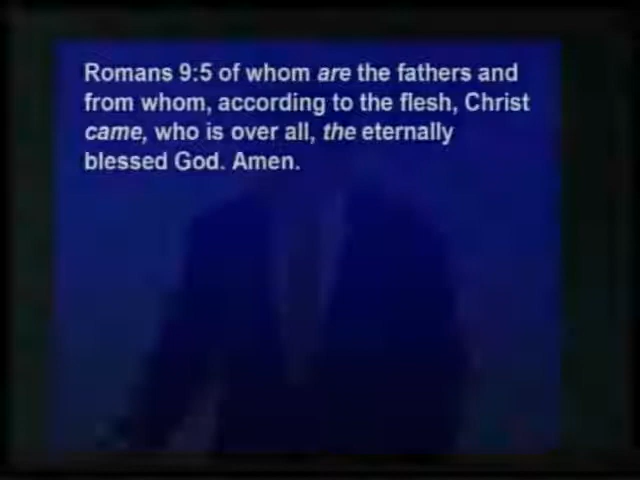 Romans 9:5 of whom are the fathers and
from whom, according to the flesh, Christ
came, who is over all, the eternally
blessed God. Amen.